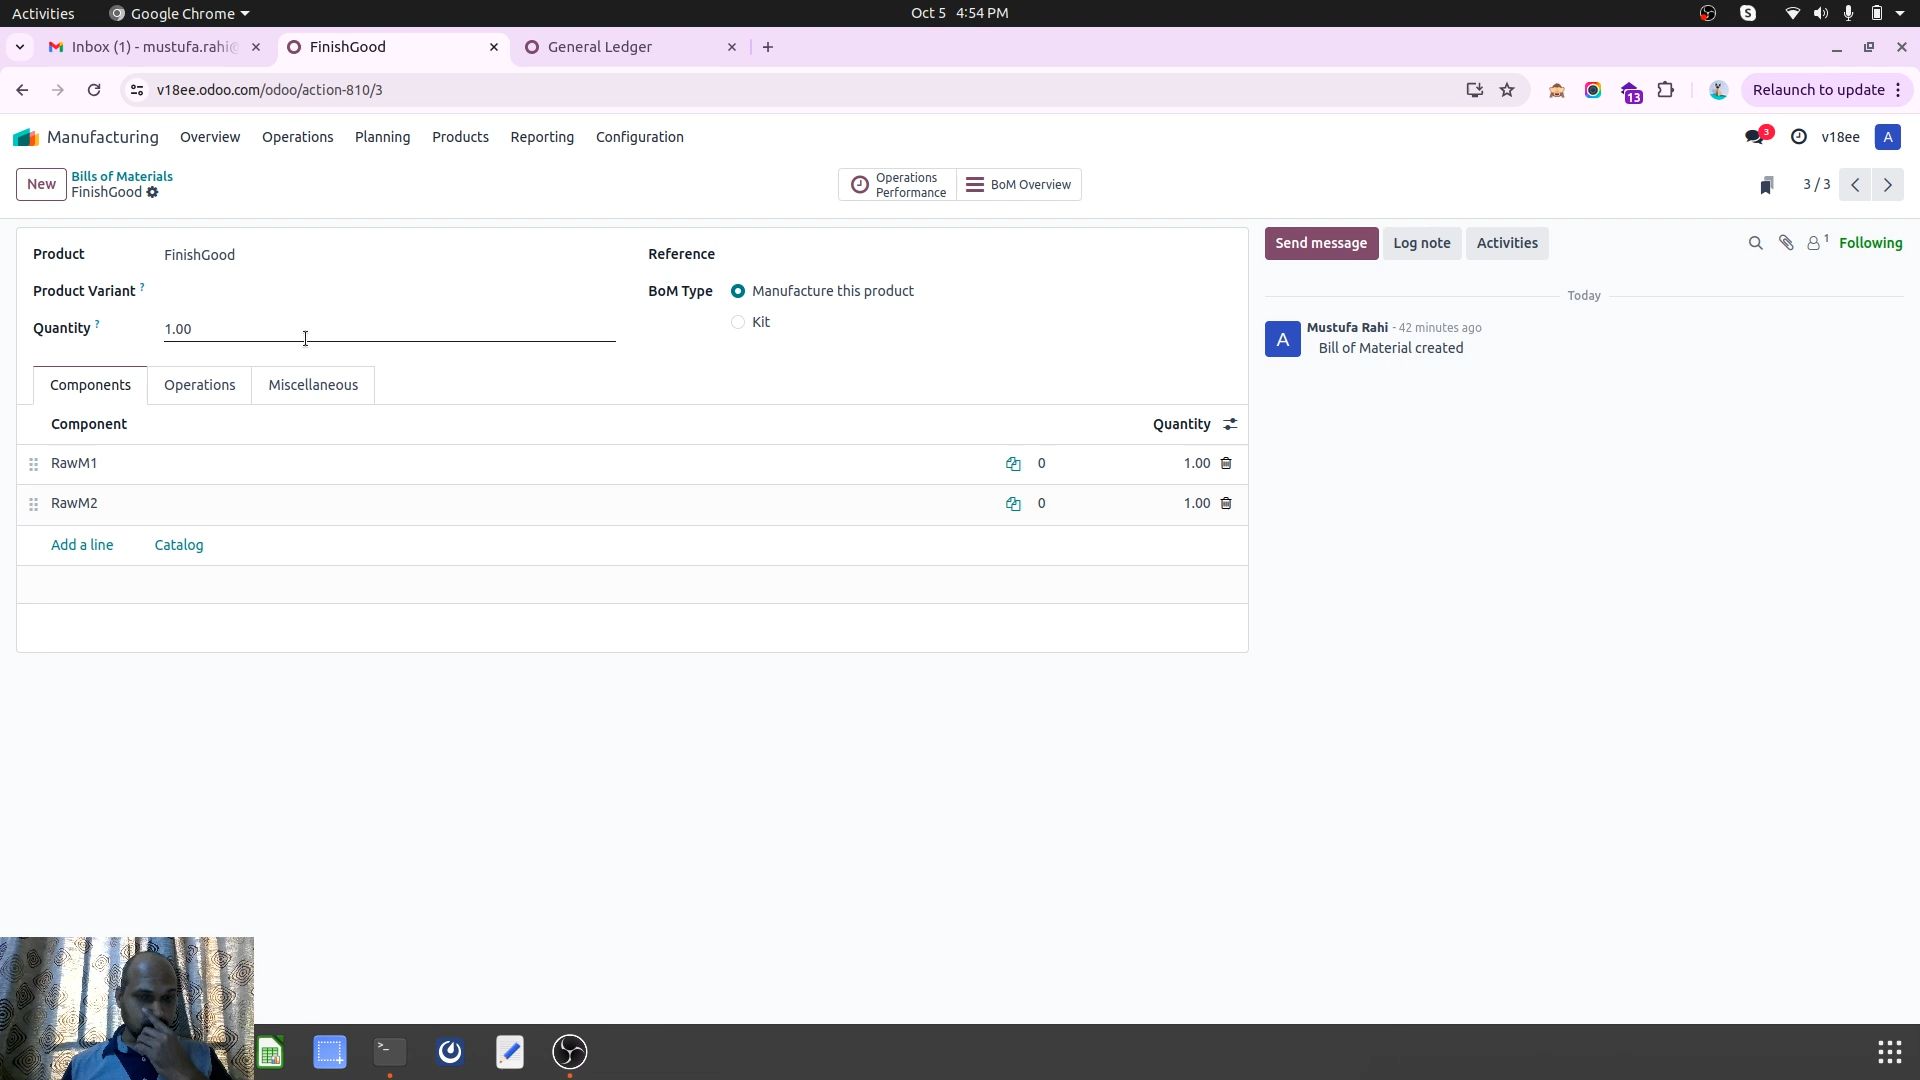 Activities
Google Chrome
Oct 5 4:54 PM
Inbox (1) - mustufa.rahi@
FinishGood
General Ledger
v18ee.odoo.com/odoo/action-810/3
13
Relaunch to update
Manufacturing
Overview
Operations
Planning
Products
Reporting
Configuration
3
v18ee
A
New
Bills of Materials
FinishGood
Operations
Performance
BoM Overview
3 / 3
Product
FinishGood
Reference
Product Variant ?
BoM Type
Manufacture this product
Quantity ?
1.00
Kit
Components
Operations
Miscellaneous
Component
Quantity
RawM1
0
1.00
RawM2
0
1.00
Add a line
Catalog
Send message
Log note
Activities
1
Following
Today
A
Mustufa Rahi - 42 minutes ago
Bill of Material created